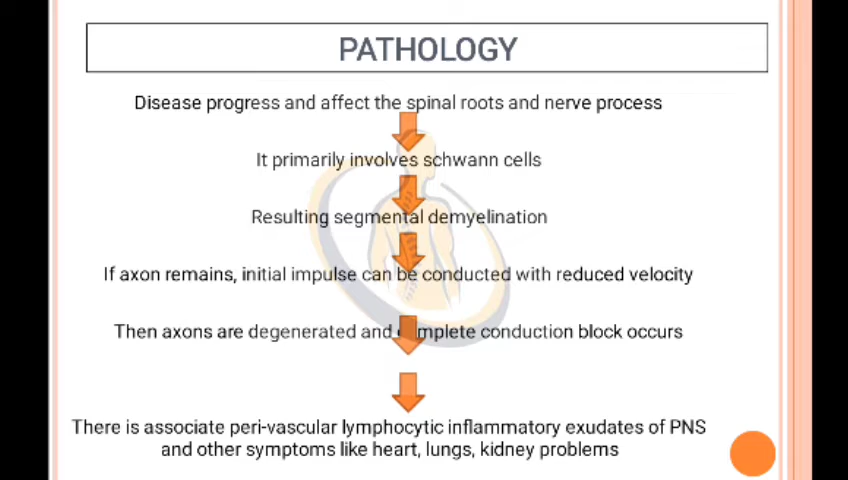 PATHOLOGY
Disease progress and affect the spinal roots and nerve process
It primarily involves schwann cells
Resulting segmental demyelination
If axon remains, initial impulse can be conducted with reduced velocity
Then axons are degenerated and complete conduction block occurs
There is associate peri-vascular lymphocytic inflammatory exudates of PNS
and other symptoms like heart, lungs, kidney problems